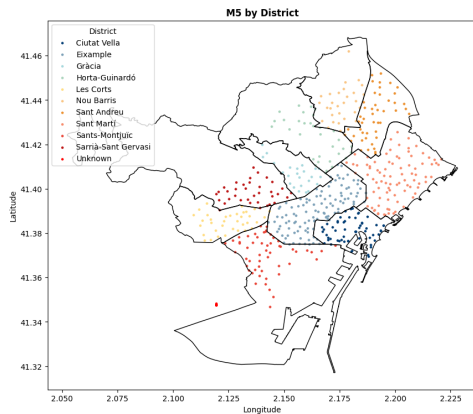 M5 by District
41.46
41.44
41.42
41.40
41.38
41.36
41.34
41.32
Latitude
District
Ciutat Vella
Eixample
Gràcia
Horta-Guinardó
Les Corts
Nou Barris
Sant Andreu
Sant Martí
Sants-Montjuïc
Sarrià-Sant Gervasi
Unknown
2.050
2.075
2.100
2.125
2.150
2.175
2.200
2.225
Longitude